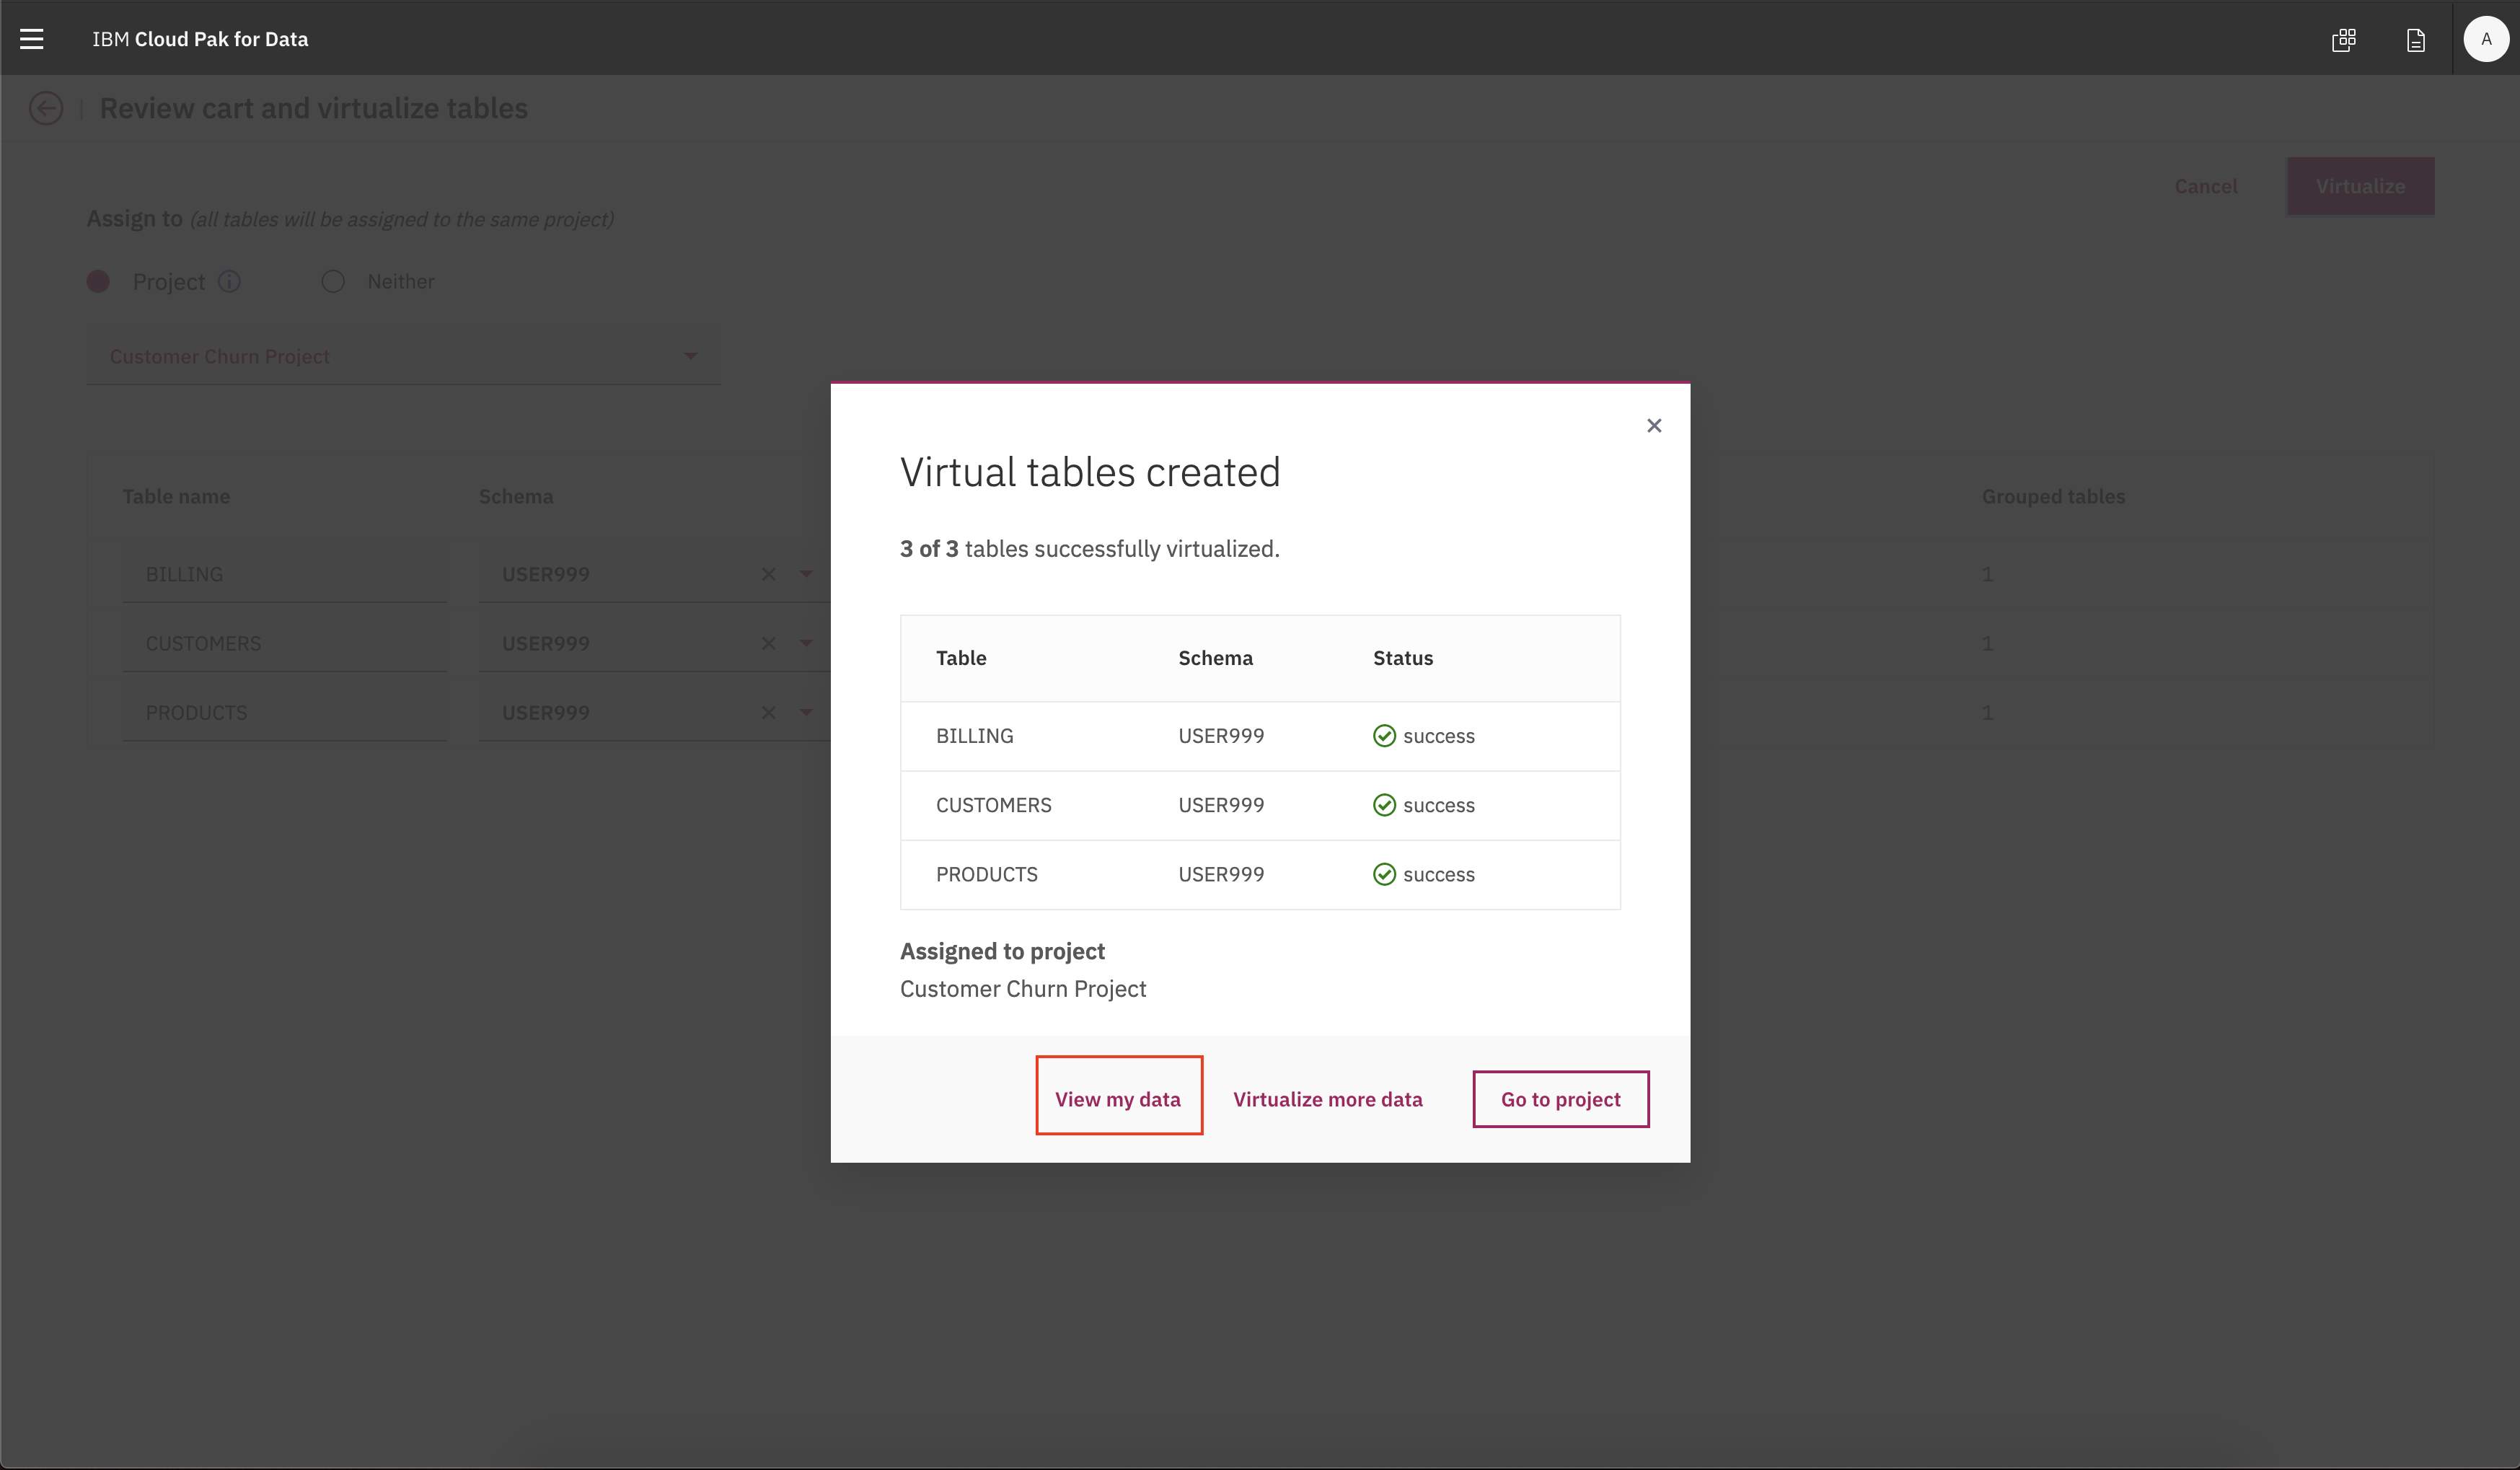 IBM Cloud Pak for Data
A
Review cart and virtualize tables
Cancel
Virtualize
Assign to (all tables will be assigned to the same project)
Project
Neither
Customer Churn Project
Table name Schema Grouped tables
BILLING USER999 1
CUSTOMERS USER999 1
PRODUCTS USER999 1
Virtual tables created
3 of 3 tables successfully virtualized.
Table Schema Status
BILLING USER999 success
CUSTOMERS USER999 success
PRODUCTS USER999 success
Assigned to project
Customer Churn Project
View my data Virtualize more data Go to project